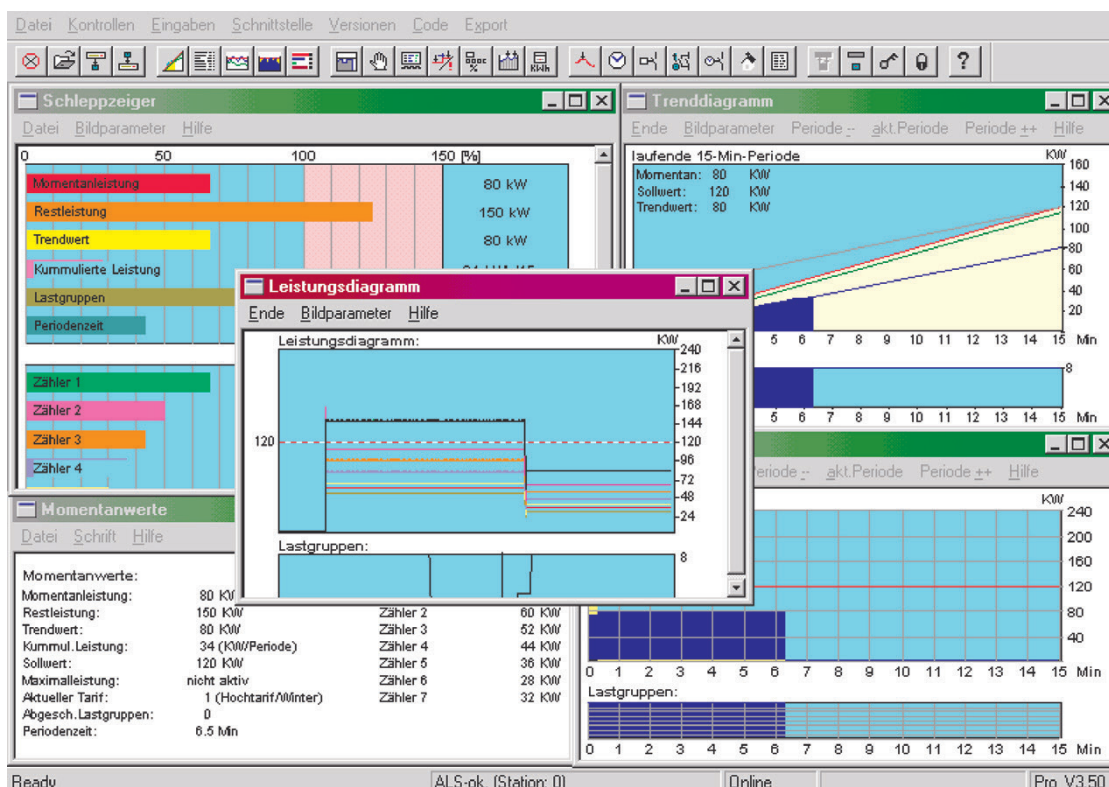 Datei Kontrollen Eingaben Schnittstelle Versionen Code Export
kWh
?
Schleppzeiger
Datei Bildparameter Hilfe
0 50 100 150 [%]
Momentanleistung 80 kW
Restleistung 150 kW
Trendwert 80 kW
Kummulierte Leistung
Lastgruppen
Periodenzeit
Zähler 1
Zähler 2
Zähler 3
Zähler 4
Trenddiagramm
Ende Bildparameter Periode -- akt.Periode Periode ++ Hilfe
laufende 15-Min-Periode KW
Momentan: 80 KW
Sollwert: 120 KW
Trendwert: 80 KW
160
140
120
100
80
60
40
20
5 6 7 8 9 10 11 12 13 14 15 Min
8
5 6 7 8 9 10 11 12 13 14 15 Min
Leistungsdiagramm
Ende Bildparameter Hilfe
Leistungsdiagramm: KW
240
216
192
168
144
120 120
96
72
48
24
Lastgruppen: 8
akt.Periode Periode ++ Hilfe
KW
240
200
160
120
80
40
0 1 2 3 4 5 6 7 8 9 10 11 12 13 14 15 Min
Lastgruppen:
0 1 2 3 4 5 6 7 8 9 10 11 12 13 14 15 Min
Momentanwerte
Datei Schrift Hilfe
Momentanwerte:
Momentanleistung: 80 KW
Restleistung: 150 KW Zähler 2 60 KW
Trendwert: 80 KW Zähler 3 52 KW
Kummul.Leistung: 34 (KW/Periode) Zähler 4 44 KW
Sollwert: 120 KW Zähler 5 36 KW
Maximalleistung: nicht aktiv Zähler 6 28 KW
Aktueller Tarif: 1 (Hochtarif/Winter) Zähler 7 32 KW
Abgesch.Lastgruppen: 0
Periodenzeit: 6.5 Min
Ready ALS-ok. (Station: 0) Online Pro. V3.50